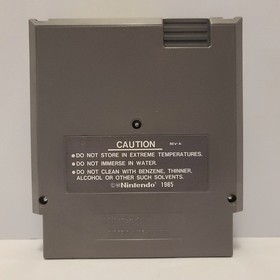 CAUTION REV-A
•DO NOT STORE IN EXTREME TEMPERATURES.
•DO NOT IMMERSE IN WATER.
•DO NOT CLEAN WITH BENZENE, THINNER,
ALCOHOL OR OTHER SUCH SOLVENTS.
©®Nintendo® 1985